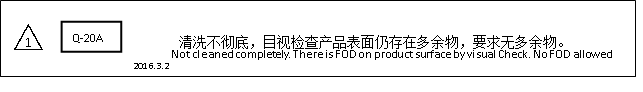 1
Q-20A
清洗不彻底，目视检查产品表面仍存在多余物，要求无多余物。
Not cleaned completely. There is FOD on product surface by visual Check. No FOD allowed
2016.3.2